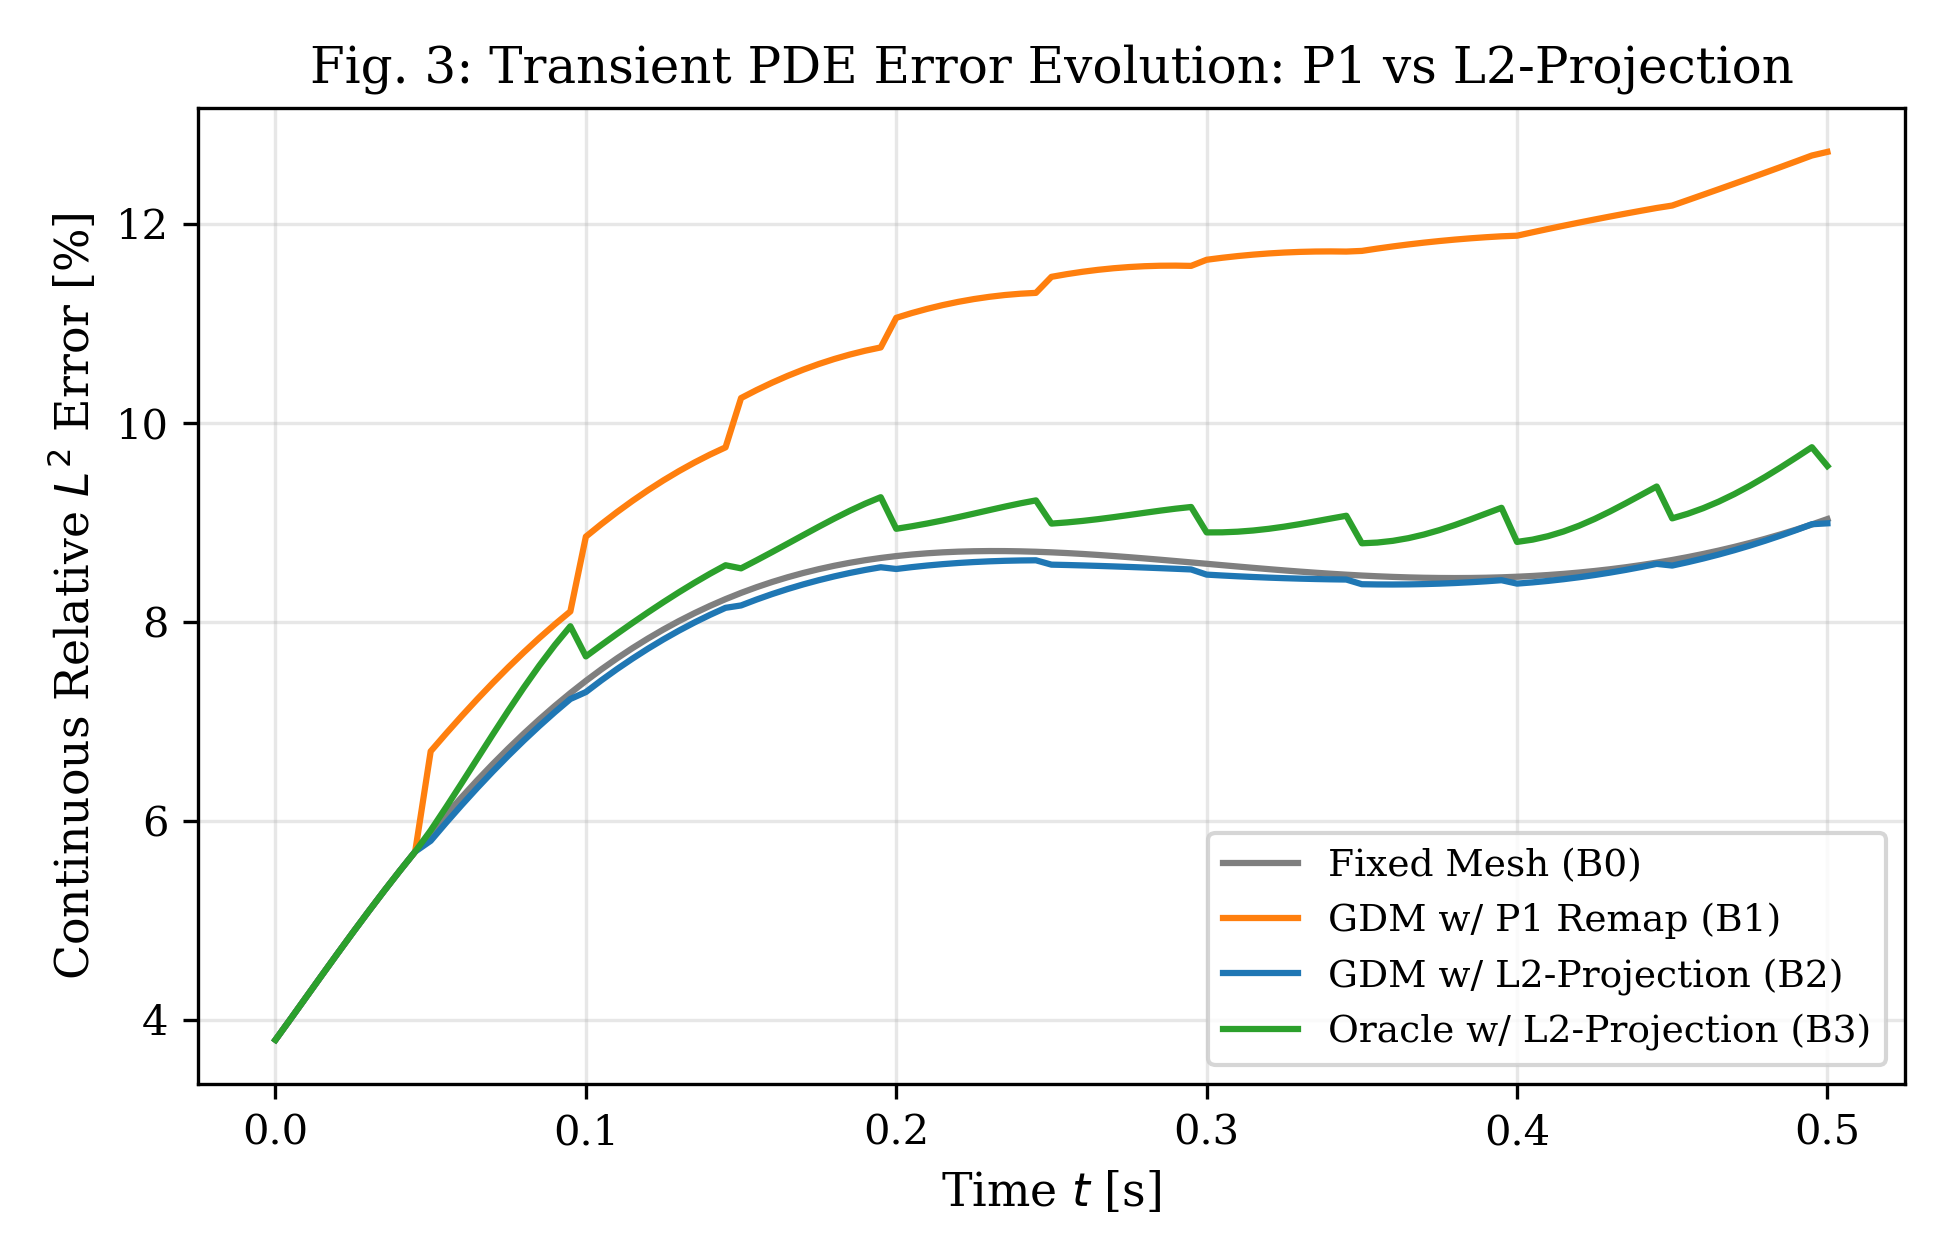 Fig. 3: Transient PDE Error Evolution: P1 vs L2-Projection
Continuous Relative L² Error [%]
12
10
8
6
4
Fixed Mesh (B0)
GDM w/ P1 Remap (B1)
GDM w/ L2-Projection (B2)
Oracle w/ L2-Projection (B3)
0.0 0.1 0.2 0.3 0.4 0.5
Time t [s]